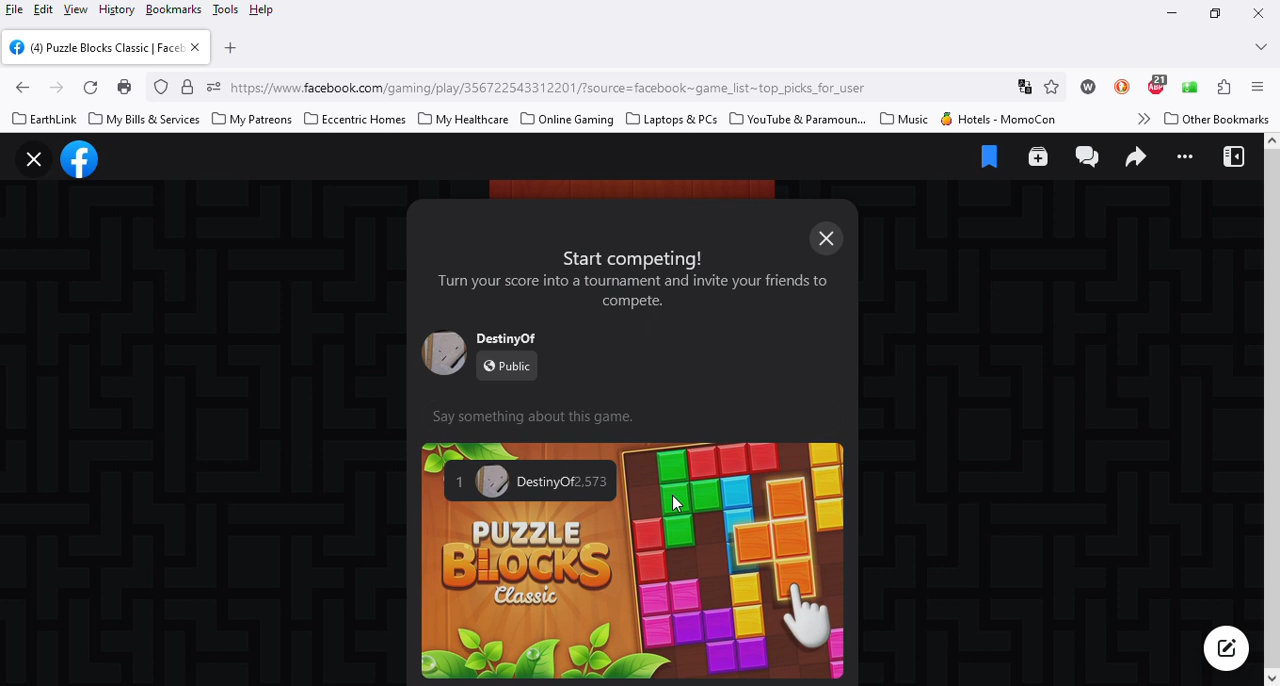 File Edit View History Bookmarks Tools Help
(4) Puzzle Blocks Classic | Faceb
https://www.facebook.com/gaming/play/356722543312201/?source=facebook~game_list~top_picks_for_user
21
ABP
EarthLink My Bills & Services My Patreons Eccentric Homes My Healthcare Online Gaming Laptops & PCs YouTube & Paramoun... Music Hotels - MomoCon Other Bookmarks
Start competing!
Turn your score into a tournament and invite your friends to
compete.
DestinyOf
Public
Say something about this game.
1 DestinyOf 2,573
PUZZLE
BLOCKS
Classic